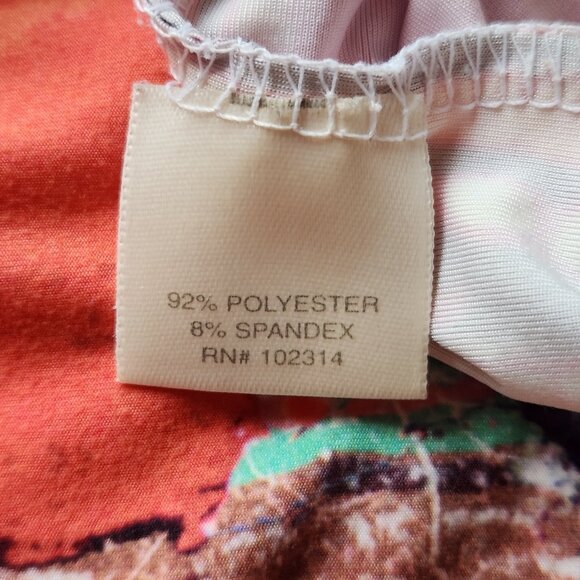 92% POLYESTER
8% SPANDEX
RN# 102314